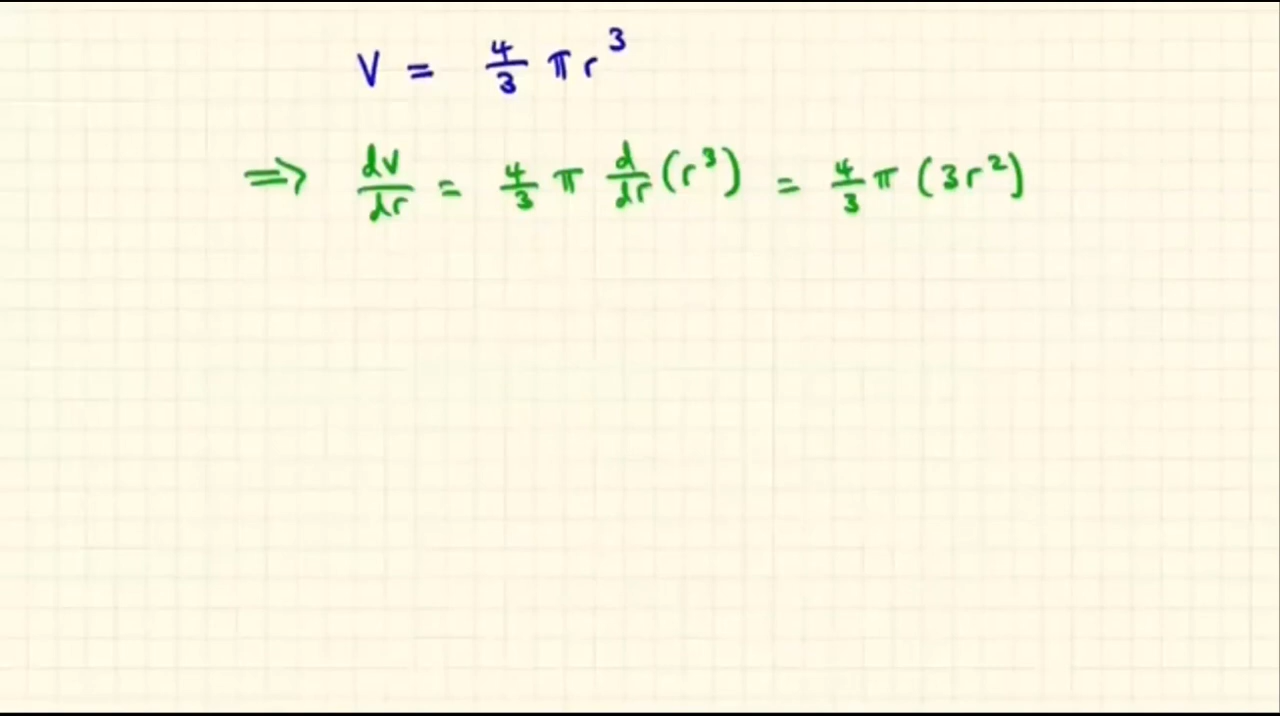 V = 4/3 π r³
⇒ dv/dr = 4/3 π d/dr (r³) = 4/3 π (3r²)